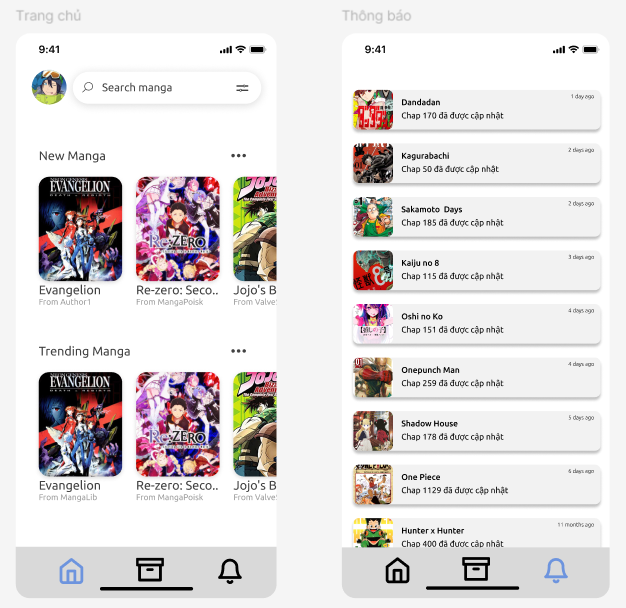 Trang chủ
9:41
Search manga
New Manga
EVANGELION
DEATH & REBIRTH
Re:ZERO
JOJO'S
Evangelion
From Author1
Re-zero: Seco..
From MangaPoisk
Jojo's B
From Valve
Trending Manga
EVANGELION
DEATH & REBIRTH
Re:ZERO
JOJO'S
Evangelion
From MangaLib
Re-zero: Seco..
From MangaPoisk
Jojo's B
From Valve
Thông báo
9:41
Dandadan
1 day ago
Chap 170 đã được cập nhật
Kagurabachi
2 days ago
Chap 50 đã được cập nhật
Sakamoto Days
2 days ago
Chap 185 đã được cập nhật
Kaiju no 8
3 days ago
Chap 115 đã được cập nhật
Oshi no Ko
4 days ago
Chap 151 đã được cập nhật
Onepunch Man
4 days ago
Chap 259 đã được cập nhật
Shadow House
5 days ago
Chap 178 đã được cập nhật
One Piece
6 days ago
Chap 1129 đã được cập nhật
Hunter x Hunter
11 months ago
Chap 400 đã được cập nhật